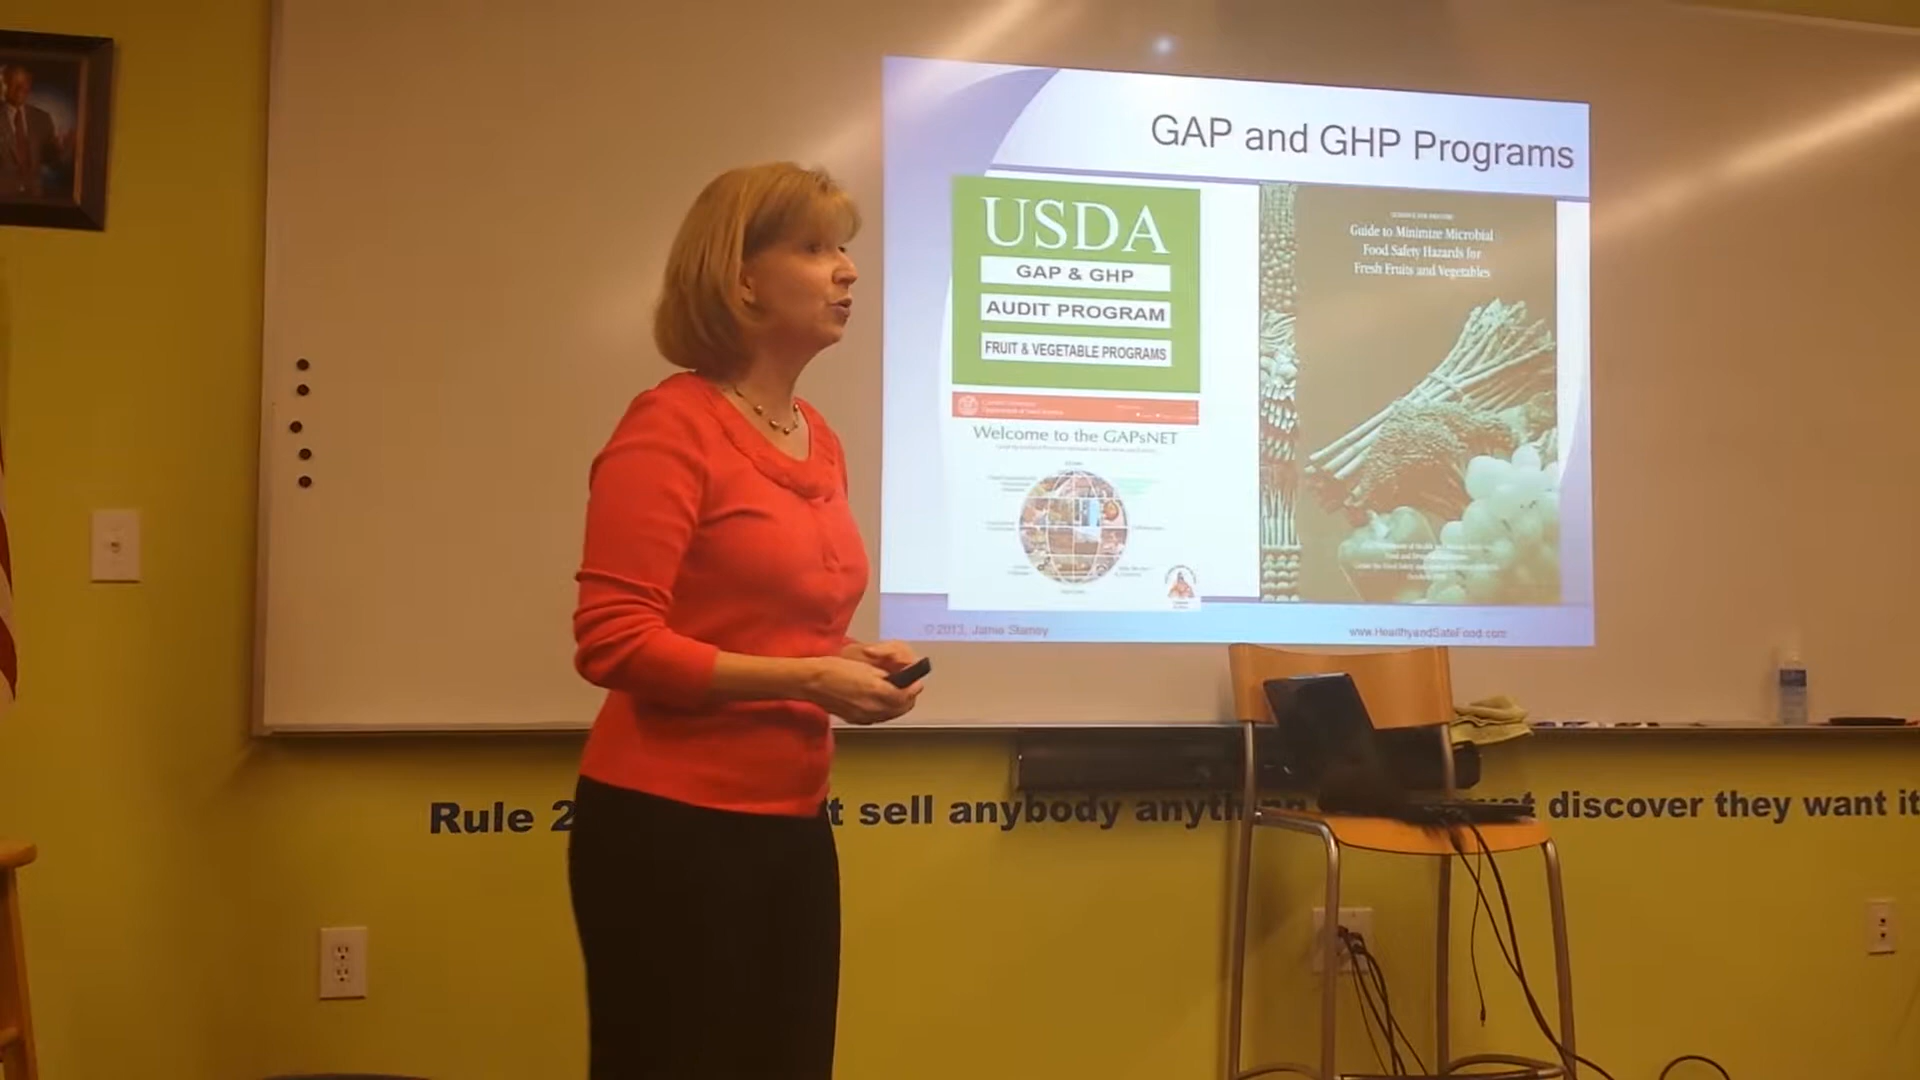 GAP and GHP Programs
USDA
GAP & GHP
AUDIT PROGRAM
FRUIT & VEGETABLE PROGRAMS
Welcome to the GAPsNET
Guide to Minimize Microbial
Food Safety Hazards for
Fresh Fruits and Vegetables
© 2013, Jamie Stamey
www.HealthyandSafeFood.com
Rule 2 t sell anybody anyth discover they want it